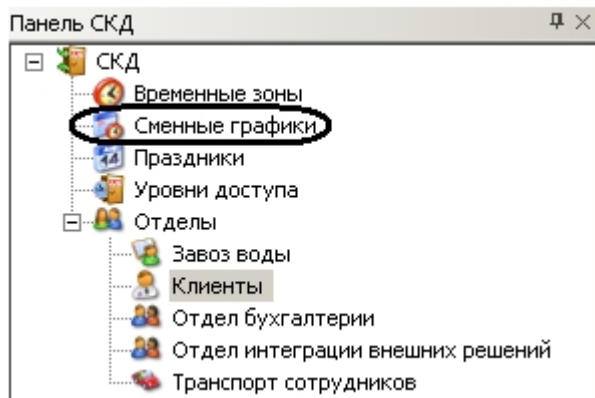 Панель СКД
СКД
Временные зоны
Сменные графики
Праздники
Уровни доступа
Отделы
Завоз воды
Клиенты
Отдел бухгалтерии
Отдел интеграции внешних решений
Транспорт сотрудников